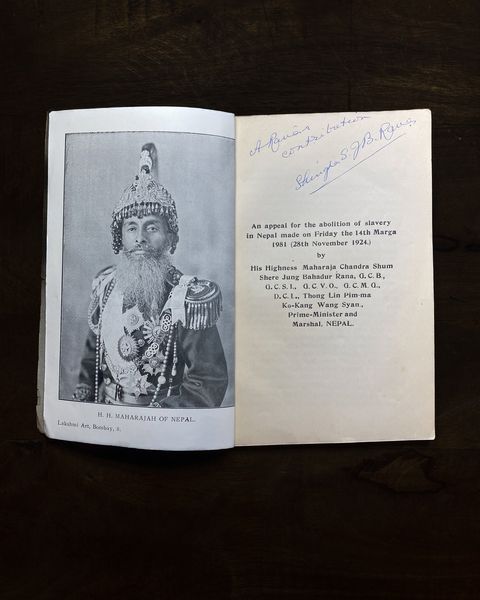 H. H. MAHARAJAH OF NEPAL.
Lakshmi Art, Bombay, 8.
A Rana's
contribution
S. J. B. Rana
An appeal for the abolition of slavery
in Nepal made on Friday the 14th Marga
1981 (28th November 1924.)
by
His Highness Maharaja Chandra Shum
Shere Jung Bahadur Rana, G. C. B.,
G. C. S. I., G. C. V. O., G. C. M. G.,
D. C. L., Thong Lin Pim-ma
Ko-Kang Wang Syan,
Prime-Minister and
Marshal, NEPAL.